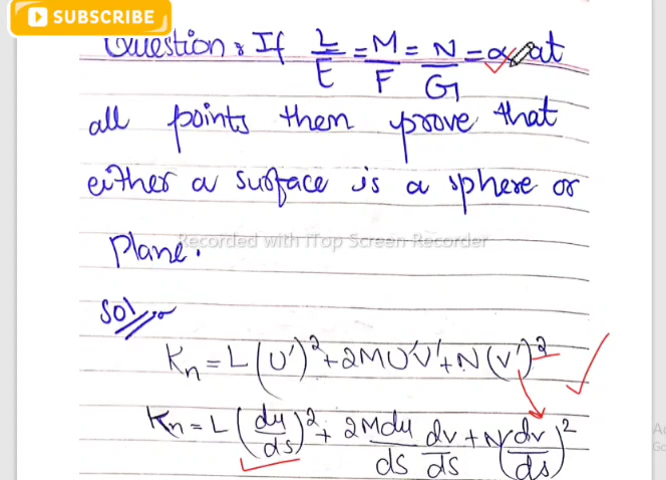 SUBSCRIBE
Question: If L/E = M/F = N/G = α at
all points them prove that
either a surface is a sphere or
Recorded with iTop Screen Recorder
Plane.
Sol
Kn = L(U')² + 2MU'V' + N(V')²
Kn = L(du/ds)² + 2M du/ds dv/ds + N(dv/ds)²